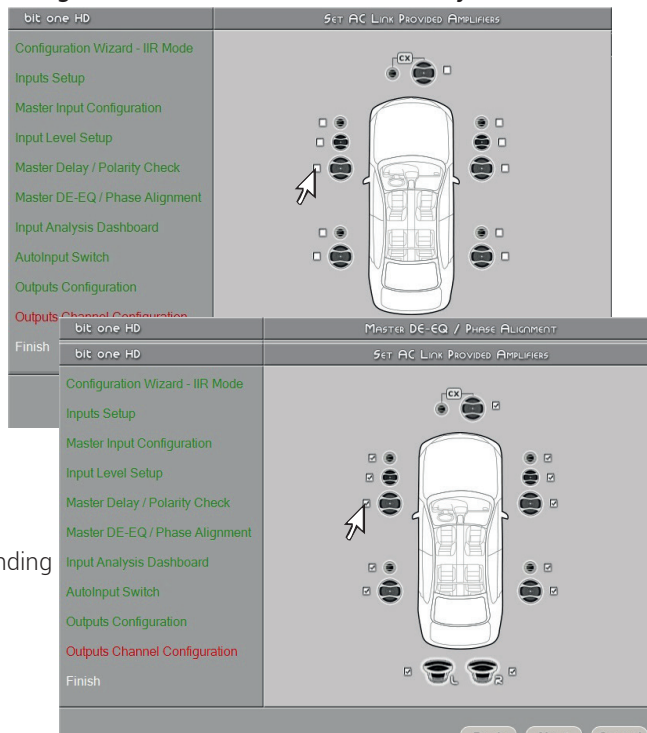 bit one HD
Set AC Link Provided Amplifiers
Configuration Wizard - IIR Mode
Inputs Setup
Master Input Configuration
Input Level Setup
Master Delay / Polarity Check
Master DE-EQ / Phase Alignment
Input Analysis Dashboard
AutoInput Switch
Outputs Configuration
Outputs Channel Configuration
Finish
CX
bit one HD
Master DE-EQ / Phase Alignment
bit one HD
Set AC Link Provided Amplifiers
Configuration Wizard - IIR Mode
Inputs Setup
Master Input Configuration
Input Level Setup
Master Delay / Polarity Check
Master DE-EQ / Phase Alignment
nding
Input Analysis Dashboard
AutoInput Switch
Outputs Configuration
Outputs Channel Configuration
Finish
CX
L
R